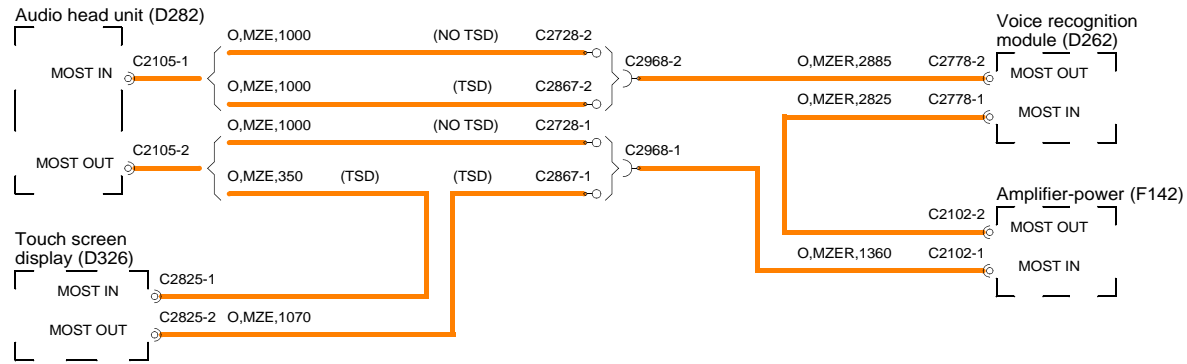 Audio head unit (D282)
MOST IN
C2105-1
O,MZE,1000 (NO TSD) C2728-2
O,MZE,1000 (TSD) C2867-2
C2968-2
O,MZER,2885 C2778-2
Voice recognition
module (D262)
MOST OUT
O,MZER,2825 C2778-1
MOST IN
MOST OUT
C2105-2
O,MZE,1000 (NO TSD) C2728-1
O,MZE,350 (TSD) (TSD) C2867-1
C2968-1
Amplifier-power (F142)
C2102-2
MOST OUT
O,MZER,1360 C2102-1
MOST IN
Touch screen
display (D326)
MOST IN
C2825-1
MOST OUT
C2825-2 O,MZE,1070